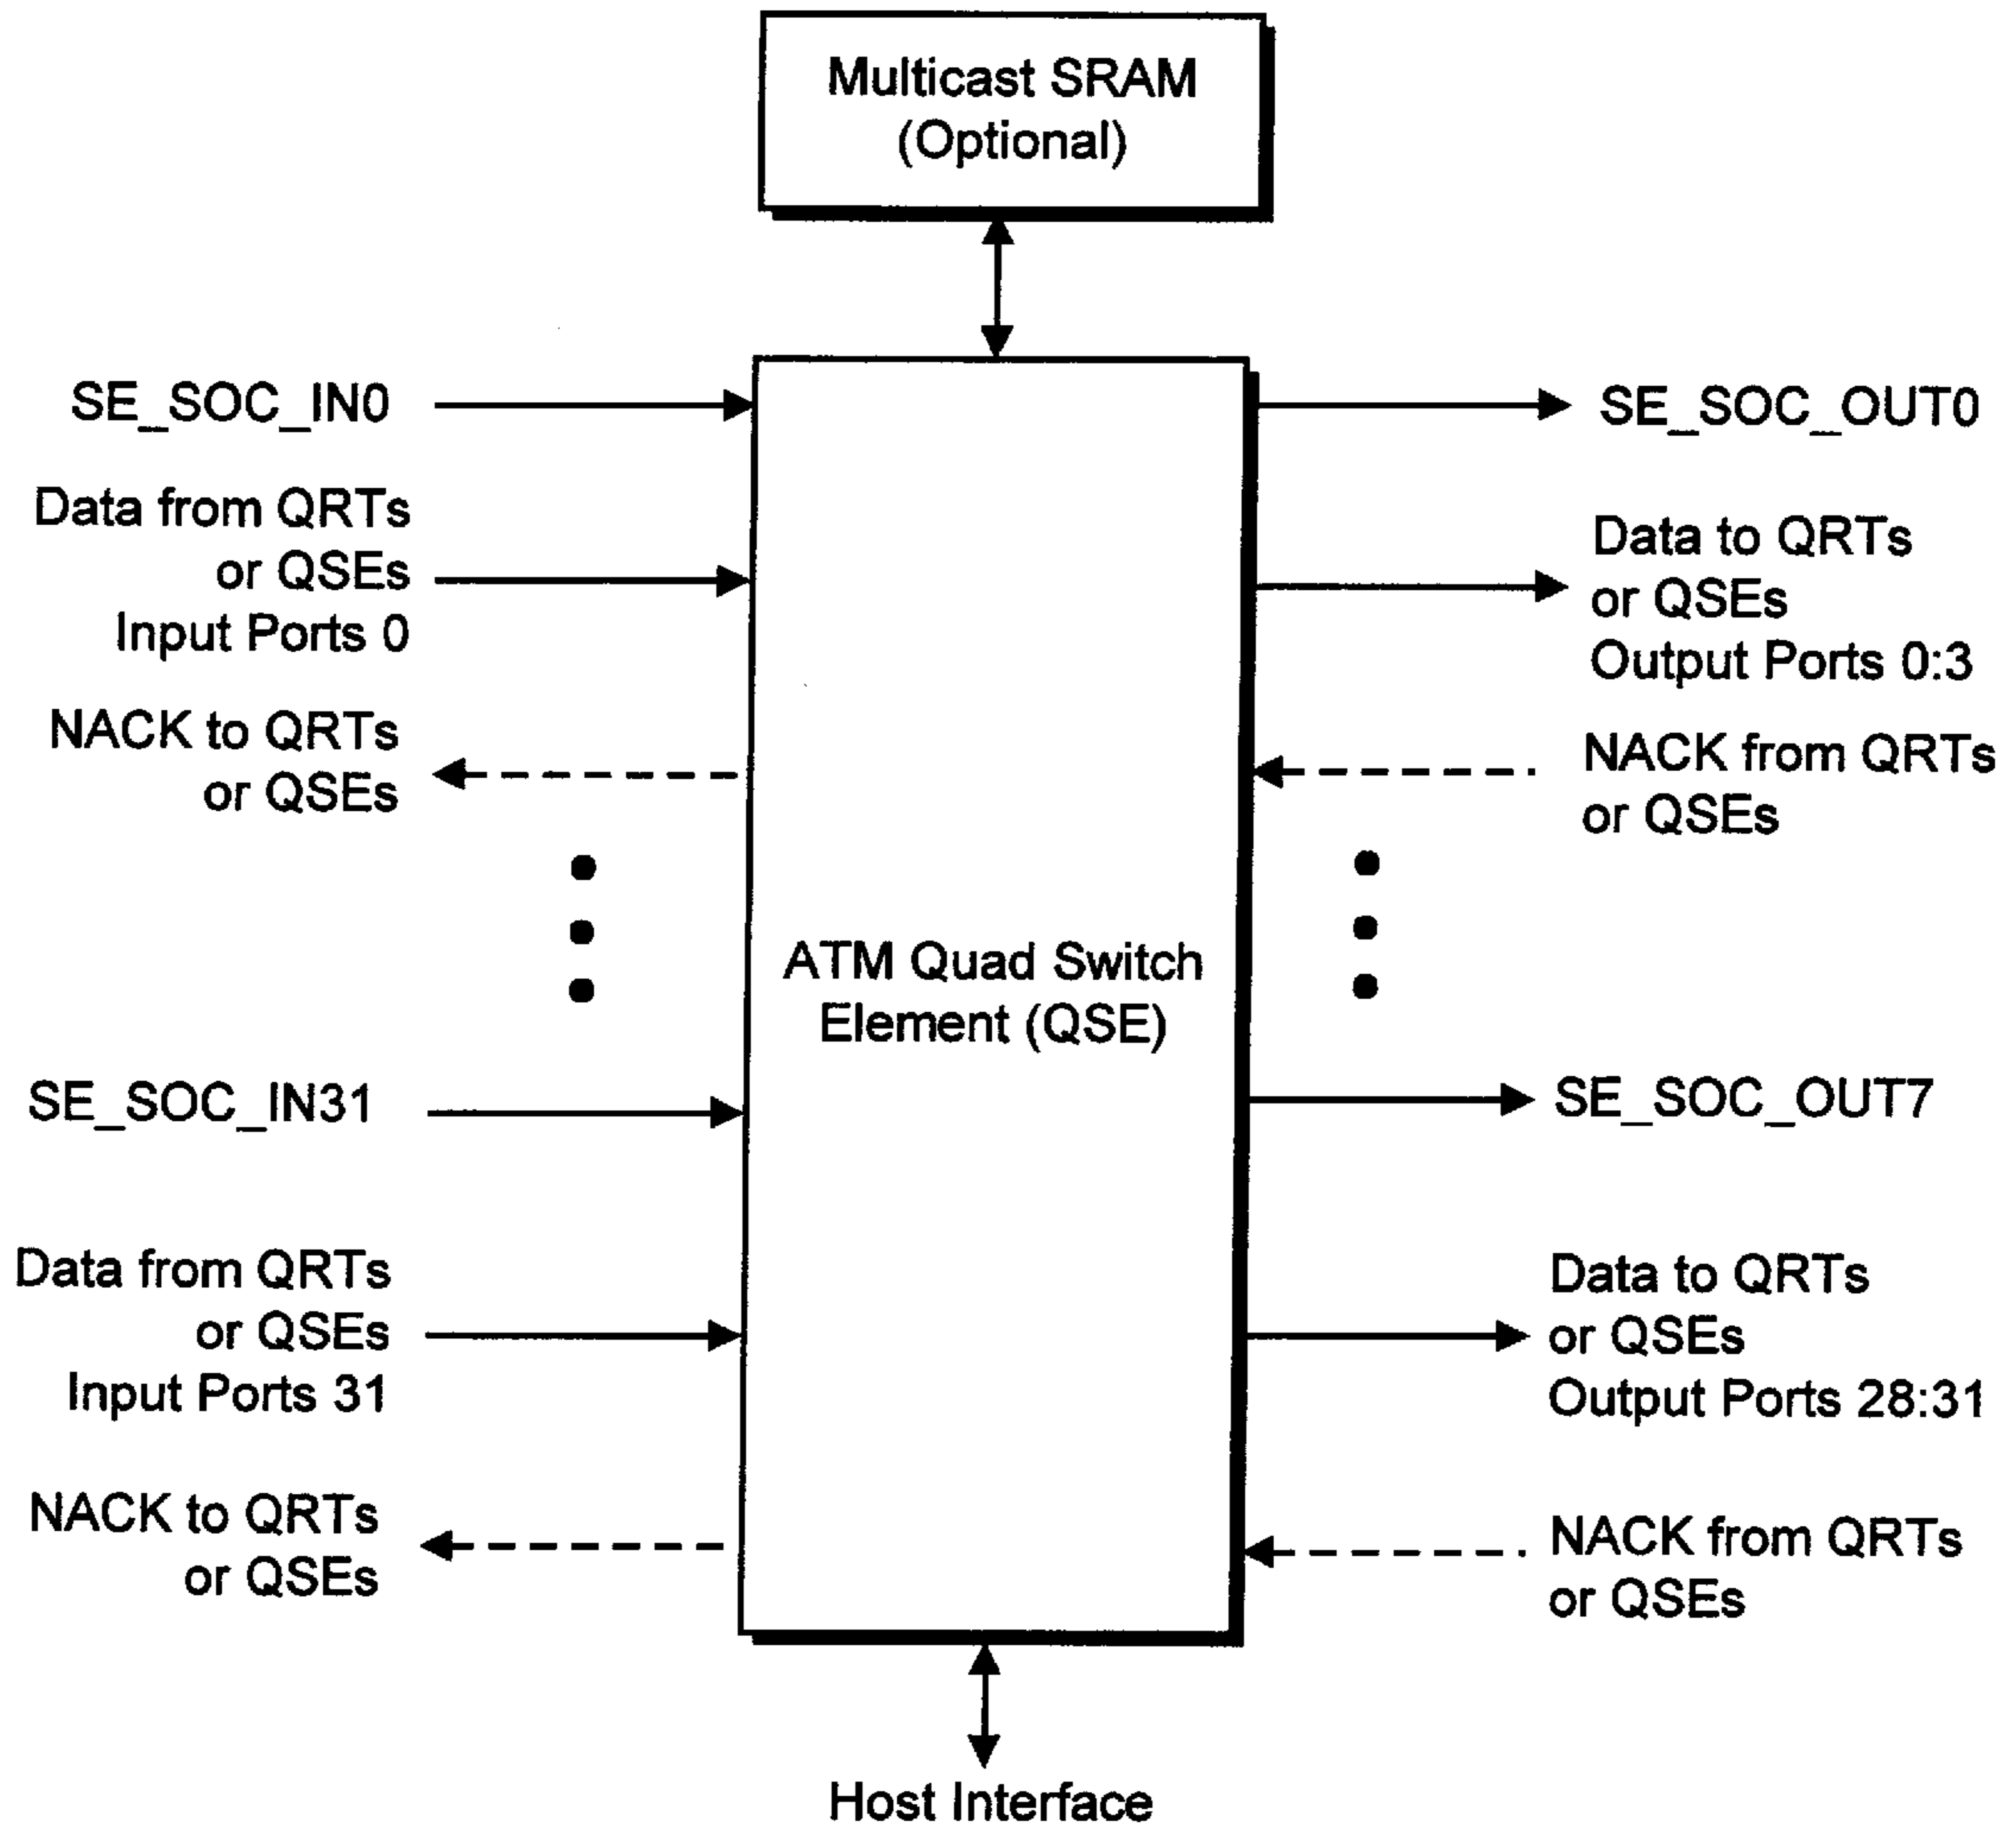 Multicast SRAM
(Optional)
SE_SOC_IN0
SE_SOC_OUT0
Data from QRTs
or QSEs
Input Ports 0
Data to QRTs
or QSEs
Output Ports 0:3
NACK to QRTs
or QSEs
NACK from QRTs
or QSEs
ATM Quad Switch
Element (QSE)
SE_SOC_IN31
SE_SOC_OUT7
Data from QRTs
or QSEs
Input Ports 31
Data to QRTs
or QSEs
Output Ports 28:31
NACK to QRTs
or QSEs
NACK from QRTs
or QSEs
Host Interface